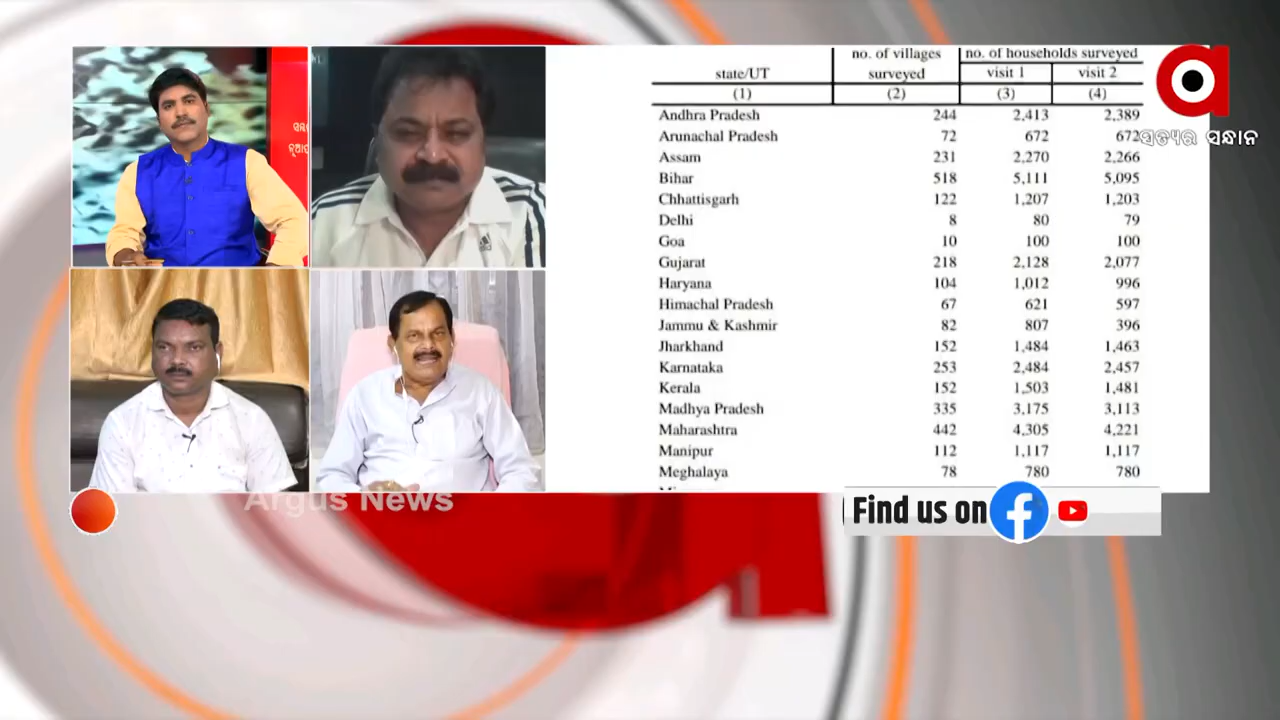 no. of villages no. of households surveyed
state/UT surveyed visit 1 visit 2
(1) (2) (3) (4)
Andhra Pradesh 244 2,413 2,389
Arunachal Pradesh 72 672 672
Assam 231 2,270 2,266
Bihar 518 5,111 5,095
Chhattisgarh 122 1,207 1,203
Delhi 8 80 79
Goa 10 100 100
Gujarat 218 2,128 2,077
Haryana 104 1,012 996
Himachal Pradesh 67 621 597
Jammu & Kashmir 82 807 396
Jharkhand 152 1,484 1,463
Karnataka 253 2,484 2,457
Kerala 152 1,503 1,481
Madhya Pradesh 335 3,175 3,113
Maharashtra 442 4,305 4,221
Manipur 112 1,117 1,117
Meghalaya 78 780 780
ସତ୍ୟର ସନ୍ଧାନ
adidas
Argus News
Find us on